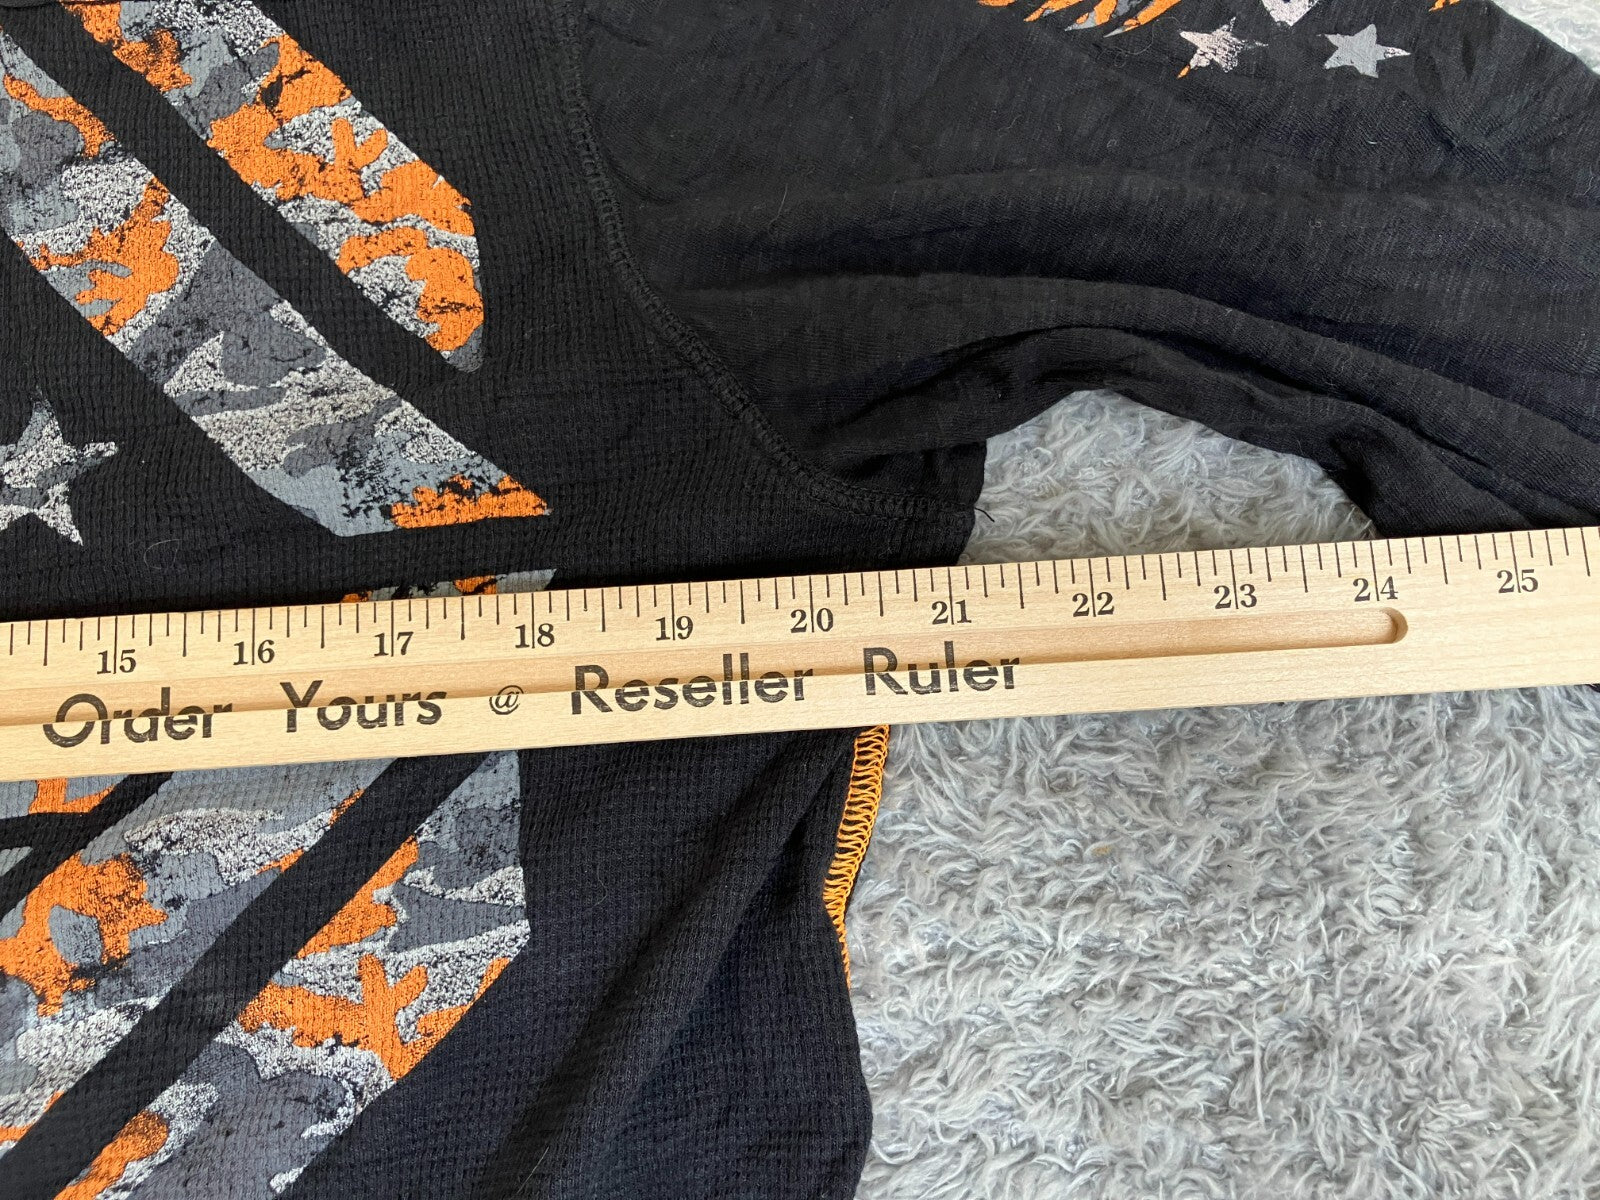 15 16 17 18 19 20 21 22 23 24 25
Order Yours @ Reseller Ruler